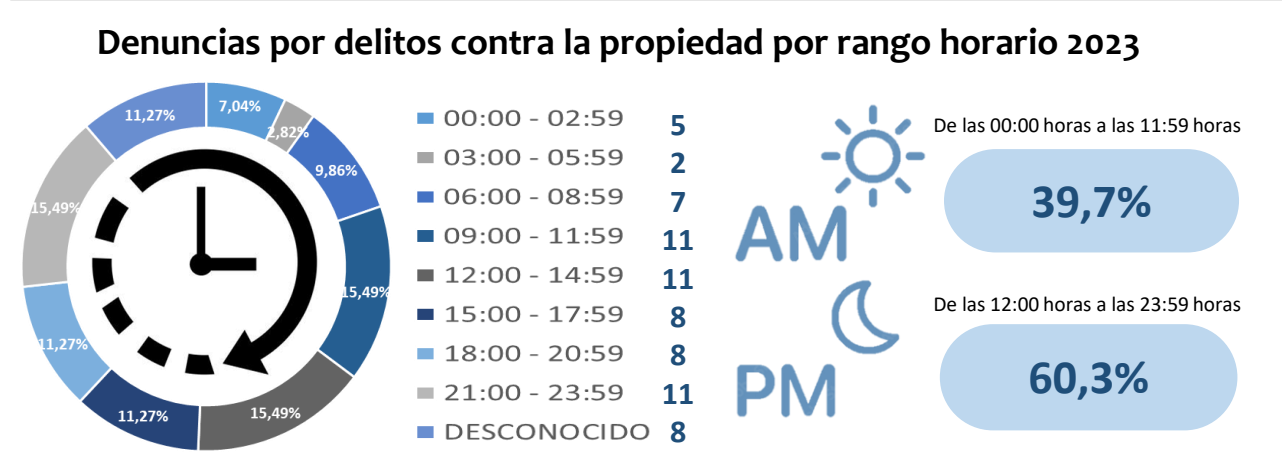 Denuncias por delitos contra la propiedad por rango horario 2023
7,04%
2,82%
9,86%
15,49%
15,49%
11,27%
11,27%
15,49%
11,27%
00:00 - 02:59 5
03:00 - 05:59 2
06:00 - 08:59 7
09:00 - 11:59 11
12:00 - 14:59 11
15:00 - 17:59 8
18:00 - 20:59 8
21:00 - 23:59 11
DESCONOCIDO 8
AM
De las 00:00 horas a las 11:59 horas
39,7%
PM
De las 12:00 horas a las 23:59 horas
60,3%